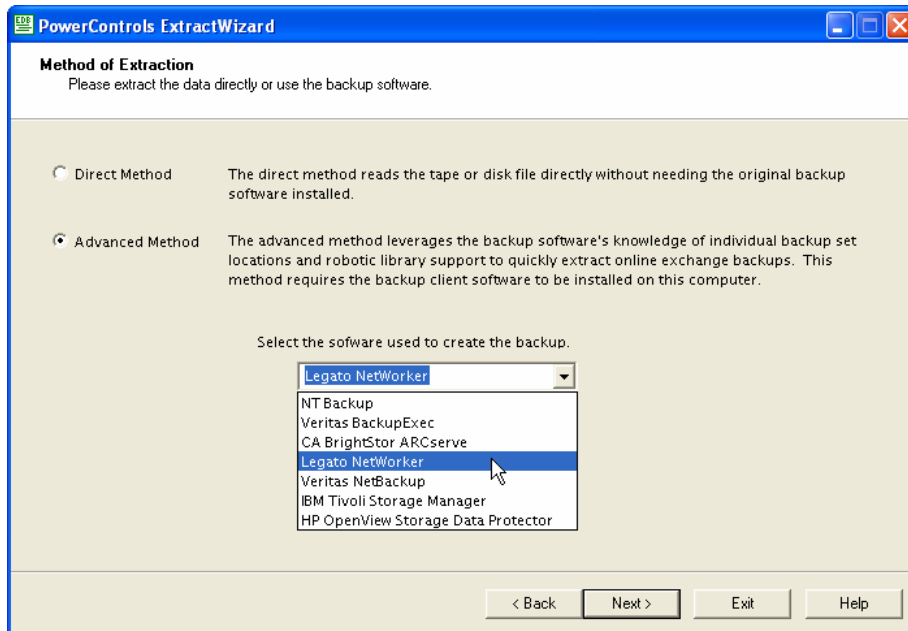 EDB PowerControls ExtractWizard
Method of Extraction
Please extract the data directly or use the backup software.
Direct Method
The direct method reads the tape or disk file directly without needing the original backup
software installed.
Advanced Method
The advanced method leverages the backup software's knowledge of individual backup set
locations and robotic library support to quickly extract online exchange backups. This
method requires the backup client software to be installed on this computer.
Select the sofware used to create the backup.
Legato NetWorker
NT Backup
Veritas BackupExec
CA BrightStor ARCserve
Legato NetWorker
Veritas NetBackup
IBM Tivoli Storage Manager
HP OpenView Storage Data Protector
< Back Next > Exit Help